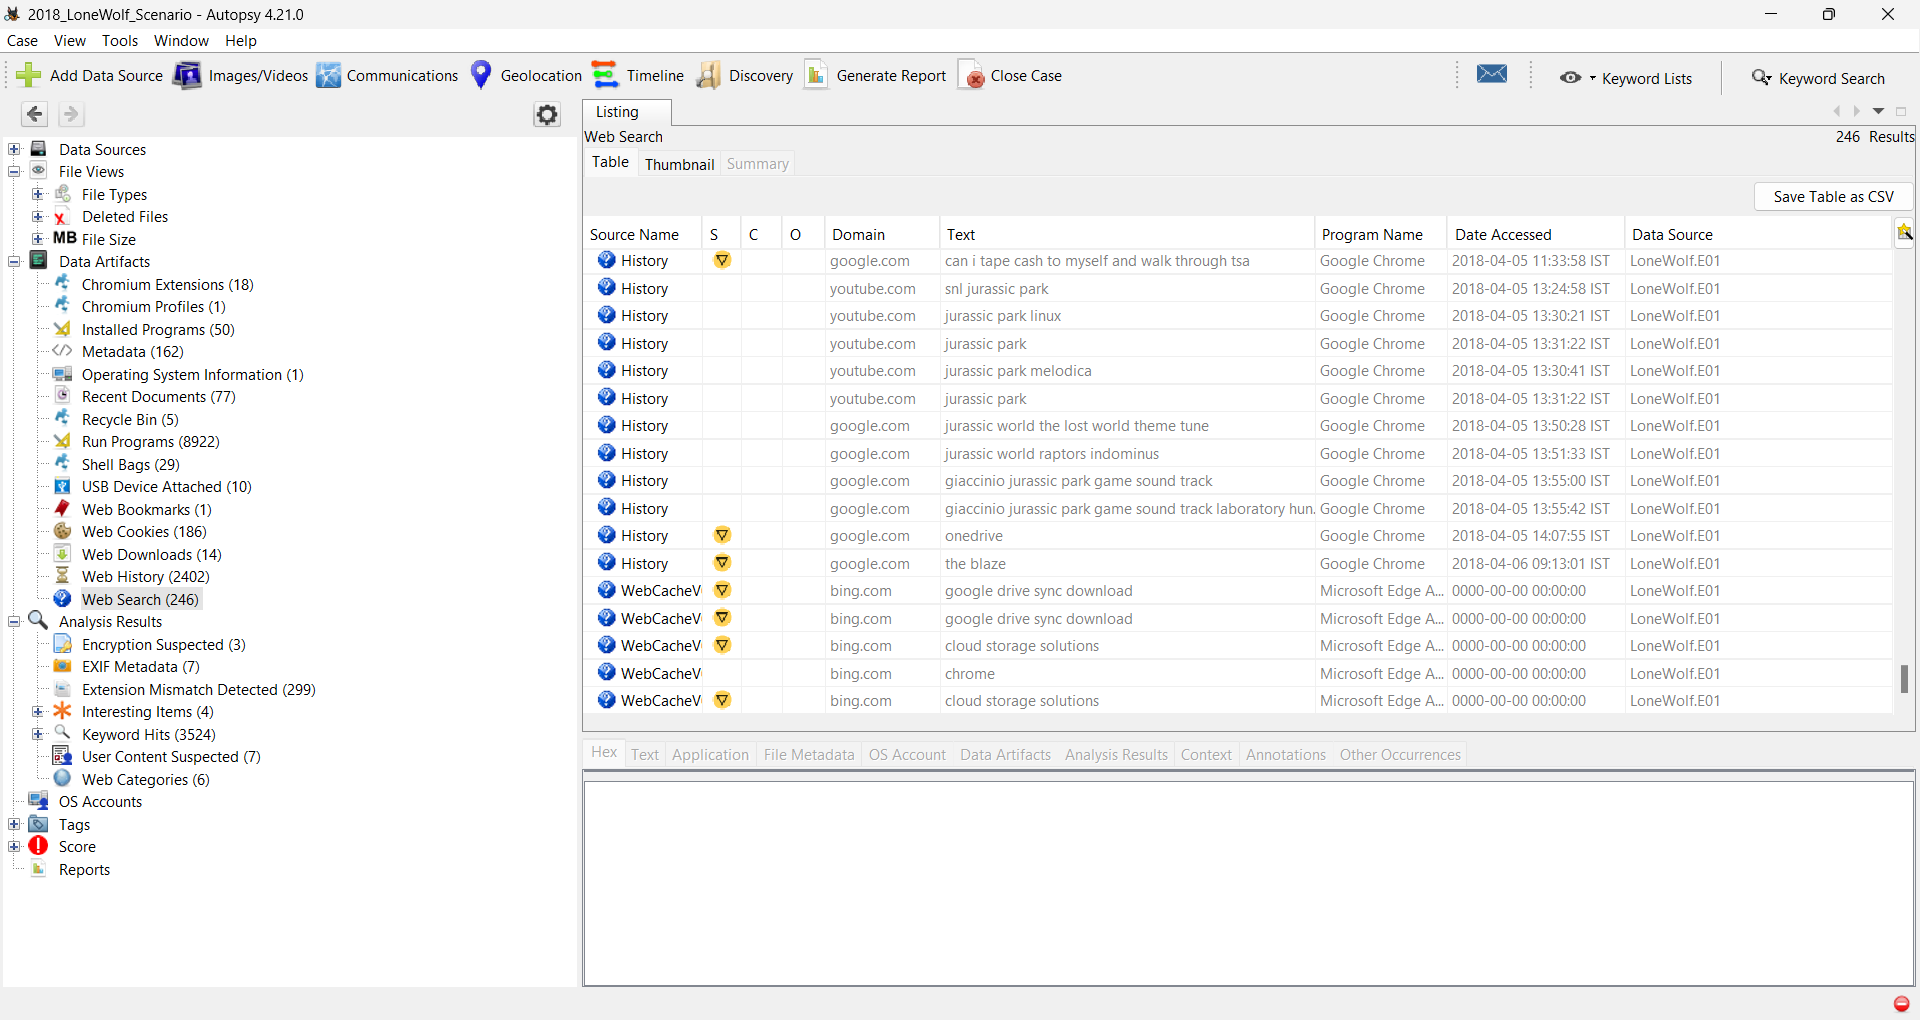 2018_LoneWolf_Scenario - Autopsy 4.21.0
Case View Tools Window Help
Add Data Source Images/Videos Communications Geolocation Timeline Discovery Generate Report Close Case Keyword Lists Keyword Search
Listing
Web Search 246 Results
Table Thumbnail Summary
Save Table as CSV
Data Sources
File Views
File Types
Deleted Files
MB File Size
Data Artifacts
Chromium Extensions (18)
Chromium Profiles (1)
Installed Programs (50)
Metadata (162)
Operating System Information (1)
Recent Documents (77)
Recycle Bin (5)
Run Programs (8922)
Shell Bags (29)
USB Device Attached (10)
Web Bookmarks (1)
Web Cookies (186)
Web Downloads (14)
Web History (2402)
Web Search (246)
Analysis Results
Encryption Suspected (3)
EXIF Metadata (7)
Extension Mismatch Detected (299)
Interesting Items (4)
Keyword Hits (3524)
User Content Suspected (7)
Web Categories (6)
OS Accounts
Tags
Score
Reports
Source Name S C O Domain Text Program Name Date Accessed Data Source
History google.com can i tape cash to myself and walk through tsa Google Chrome 2018-04-05 11:33:58 IST LoneWolf.E01
History youtube.com snl jurassic park Google Chrome 2018-04-05 13:24:58 IST LoneWolf.E01
History youtube.com jurassic park linux Google Chrome 2018-04-05 13:30:21 IST LoneWolf.E01
History youtube.com jurassic park Google Chrome 2018-04-05 13:31:22 IST LoneWolf.E01
History youtube.com jurassic park melodica Google Chrome 2018-04-05 13:30:41 IST LoneWolf.E01
History youtube.com jurassic park Google Chrome 2018-04-05 13:31:22 IST LoneWolf.E01
History google.com jurassic world the lost world theme tune Google Chrome 2018-04-05 13:50:28 IST LoneWolf.E01
History google.com jurassic world raptors indominus Google Chrome 2018-04-05 13:51:33 IST LoneWolf.E01
History google.com giaccinio jurassic park game sound track Google Chrome 2018-04-05 13:55:00 IST LoneWolf.E01
History google.com giaccinio jurassic park game sound track laboratory hun. Google Chrome 2018-04-05 13:55:42 IST LoneWolf.E01
History google.com onedrive Google Chrome 2018-04-05 14:07:55 IST LoneWolf.E01
History google.com the blaze Google Chrome 2018-04-06 09:13:01 IST LoneWolf.E01
WebCacheV bing.com google drive sync download Microsoft Edge A... 0000-00-00 00:00:00 LoneWolf.E01
WebCacheV bing.com google drive sync download Microsoft Edge A... 0000-00-00 00:00:00 LoneWolf.E01
WebCacheV bing.com cloud storage solutions Microsoft Edge A... 0000-00-00 00:00:00 LoneWolf.E01
WebCacheV bing.com chrome Microsoft Edge A... 0000-00-00 00:00:00 LoneWolf.E01
WebCacheV bing.com cloud storage solutions Microsoft Edge A... 0000-00-00 00:00:00 LoneWolf.E01
Hex Text Application File Metadata OS Account Data Artifacts Analysis Results Context Annotations Other Occurrences